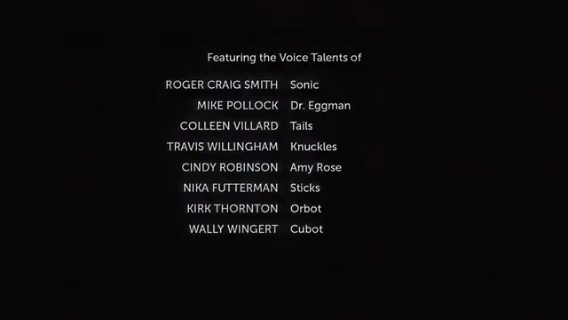 Featuring the Voice Talents of
ROGER CRAIG SMITH Sonic
MIKE POLLOCK Dr. Eggman
COLLEEN VILLARD Tails
TRAVIS WILLINGHAM Knuckles
CINDY ROBINSON Amy Rose
NIKA FUTTERMAN Sticks
KIRK THORNTON Orbot
WALLY WINGERT Cubot